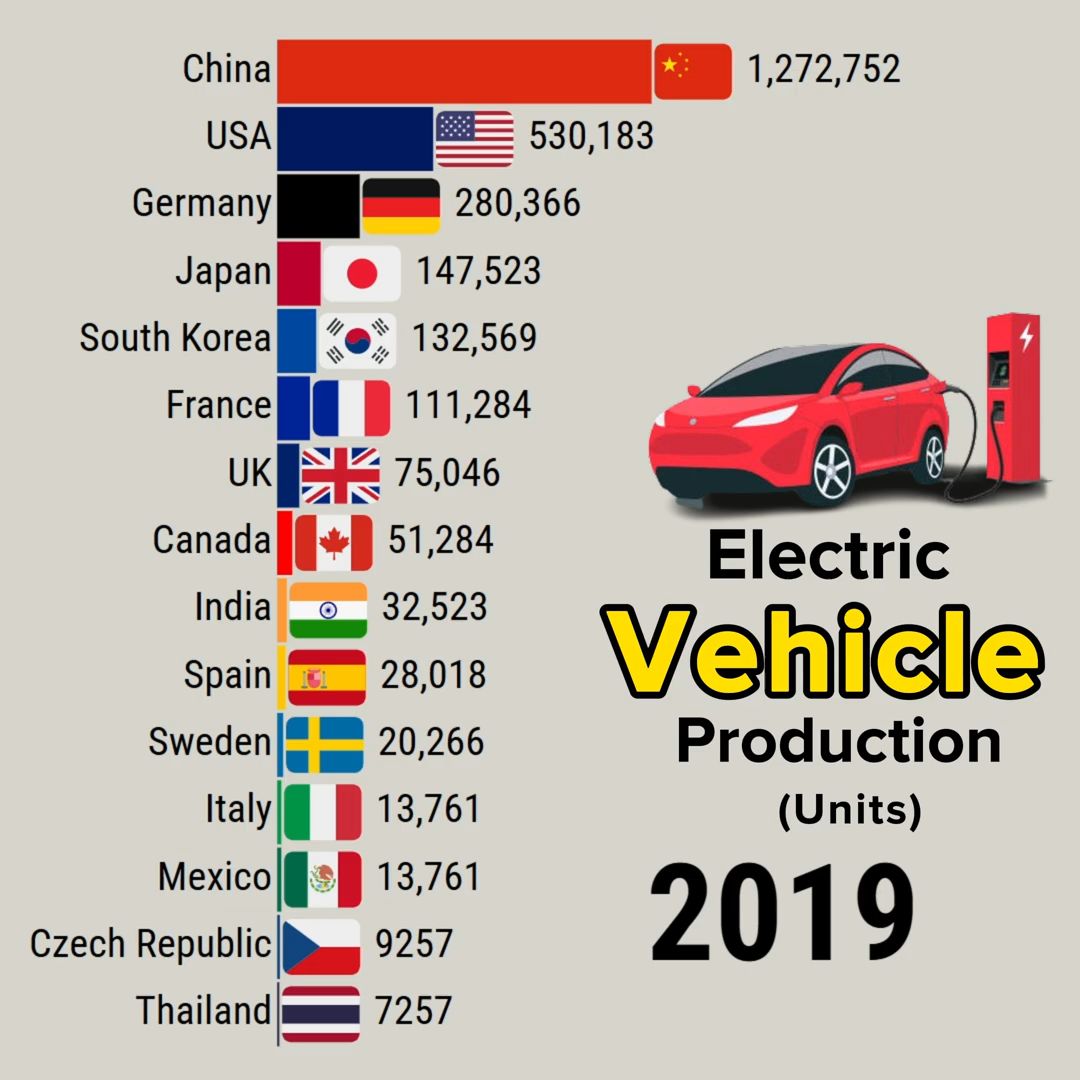 China 1,272,752
USA 530,183
Germany 280,366
Japan 147,523
South Korea 132,569
France 111,284
UK 75,046
Canada 51,284
India 32,523
Spain 28,018
Sweden 20,266
Italy 13,761
Mexico 13,761
Czech Republic 9257
Thailand 7257
Electric
Vehicle
Production
(Units)
2019